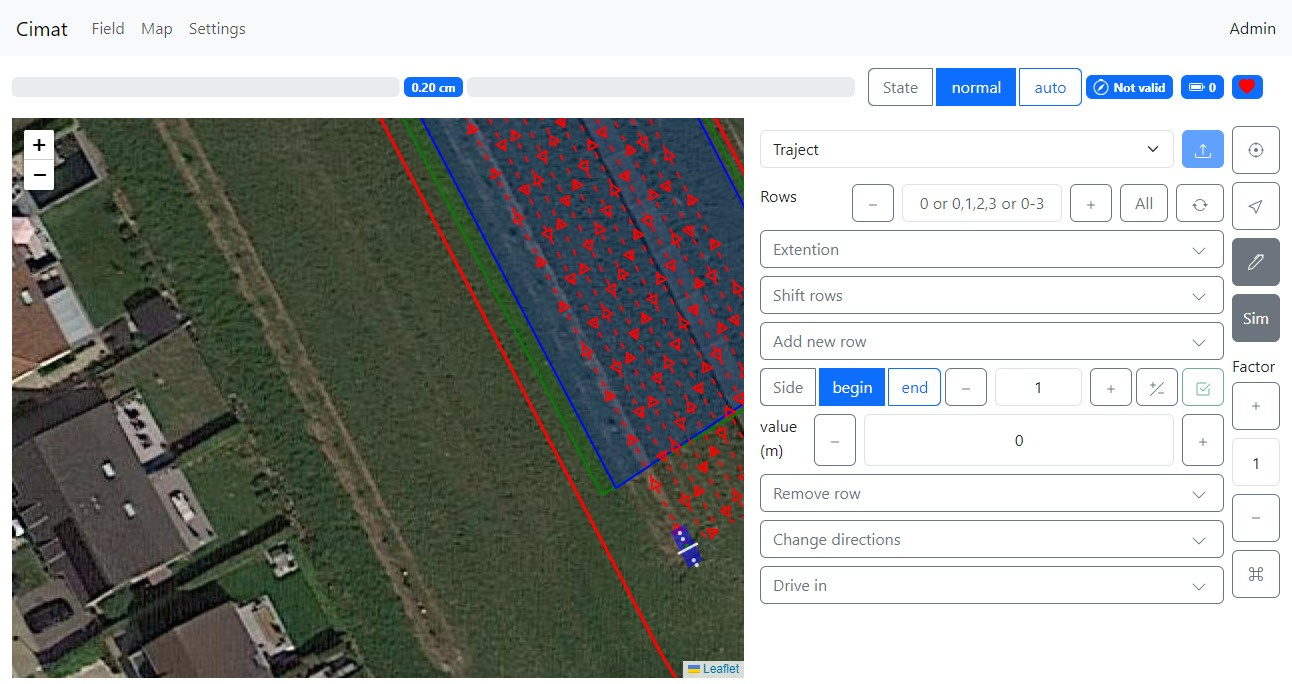 Cimat Field Map Settings Admin
0.20 cm State normal auto Not valid 0
+
−
Traject
Rows − 0 or 0,1,2,3 or 0-3 + All
Extention
Shift rows
Sim
Add new row
Factor
Side begin end − 1 +
+
value
(m) − 0 +
1
Remove row
−
Change directions
Drive in
Leaflet